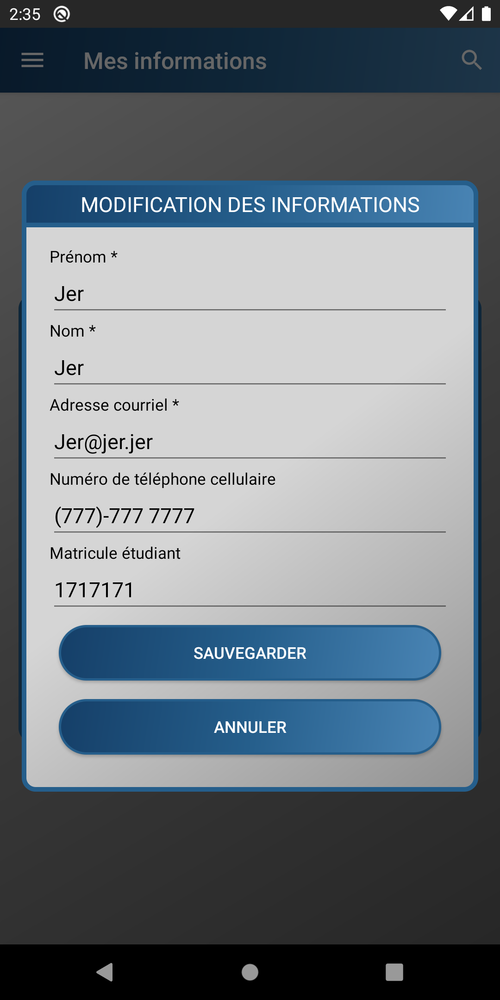 2:35
Mes informations
MODIFICATION DES INFORMATIONS
Prénom *
Jer
Nom *
Jer
Adresse courriel *
Jer@jer.jer
Numéro de téléphone cellulaire
(777)-777 7777
Matricule étudiant
1717171
SAUVEGARDER
ANNULER